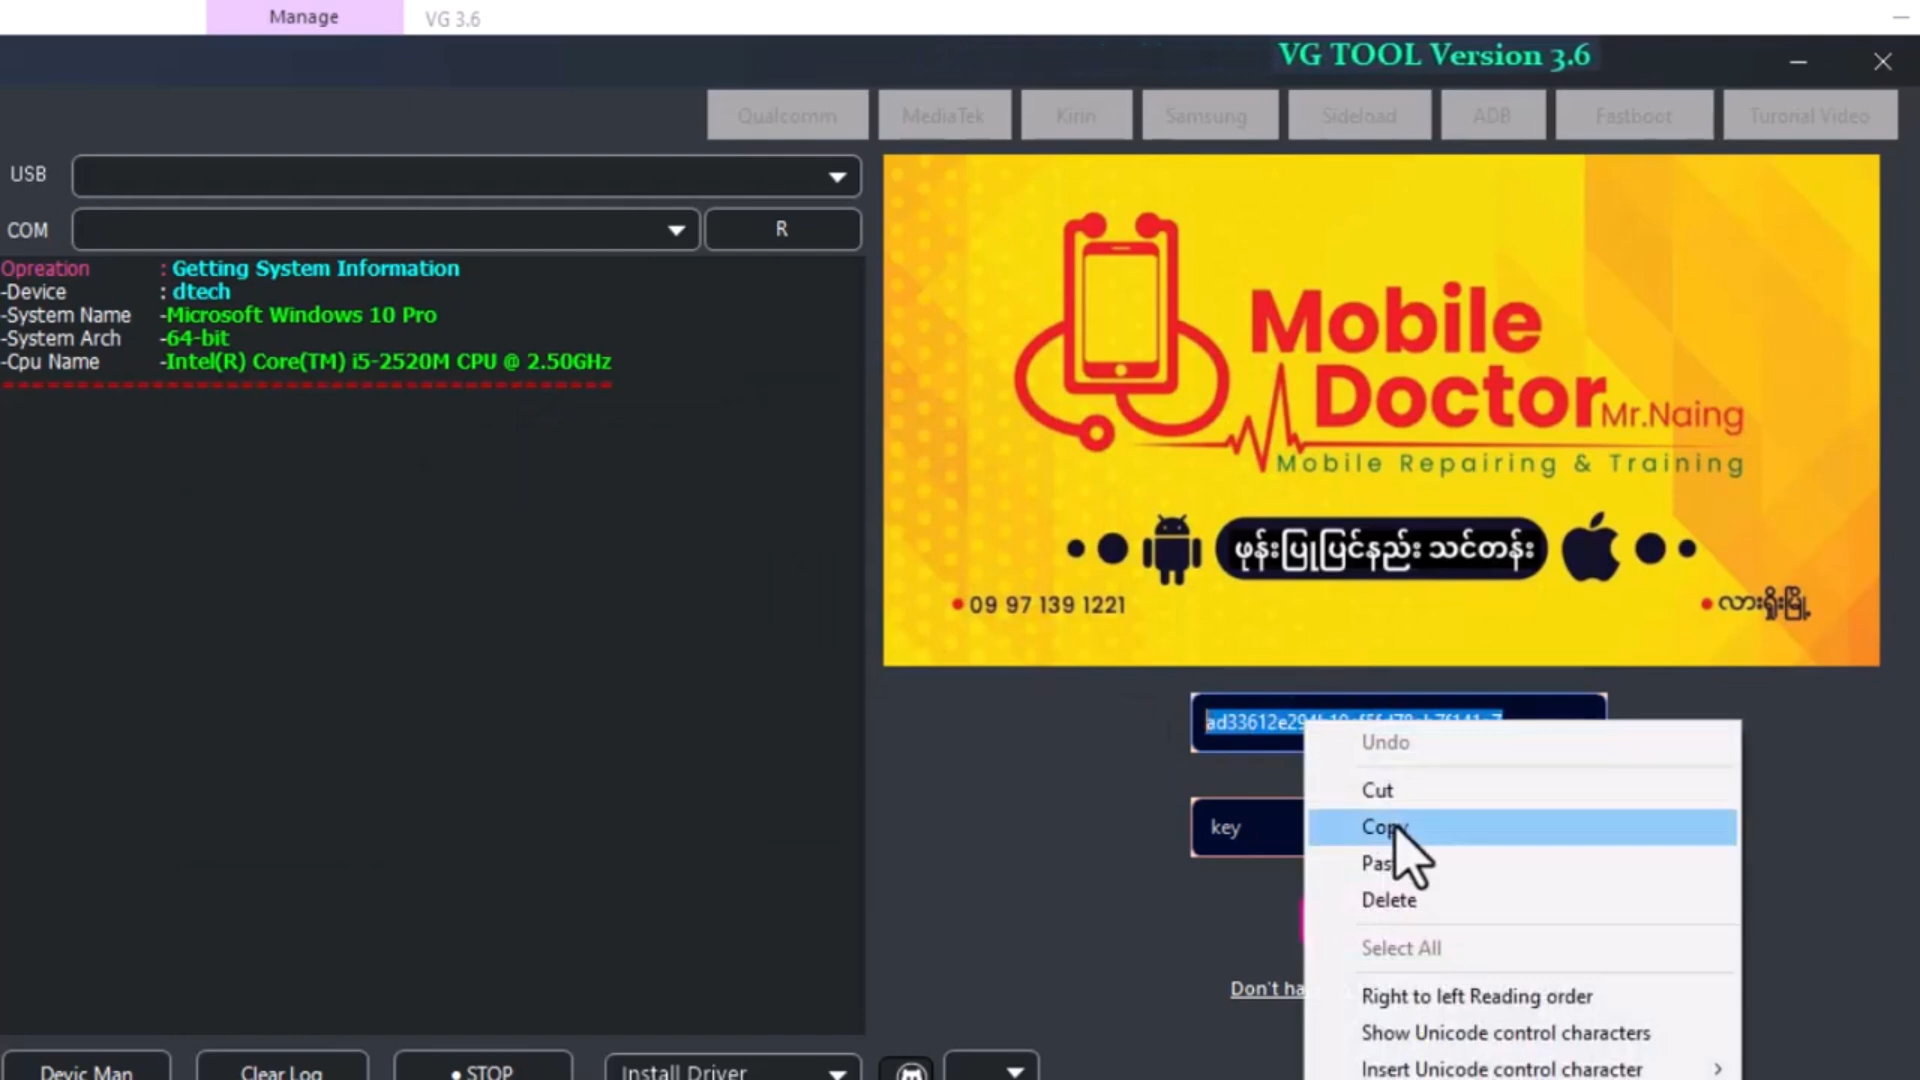 Manage VG 3.6
VG TOOL Version 3.6
Qualcomm MediaTek Kirin Samsung Sideload ADB Fastboot Turorial Video
USB
COM R
Opreation : Getting System Information
-Device : dtech
-System Name -Microsoft Windows 10 Pro
-System Arch -64-bit
-Cpu Name -Intel(R) Core(TM) i5-2520M CPU @ 2.50GHz
Mobile
Doctor Mr.Naing
Mobile Repairing & Training
ဖုန်းပြုပြင်နည်း သင်တန်း
09 97 139 1221 လားရှိုးမြို့
Undo
Cut
key Copy
Delete
Select All
Don't ha
Right to left Reading order
Show Unicode control characters
Insert Unicode control character
Devic Man Clear Log STOP Install Driver